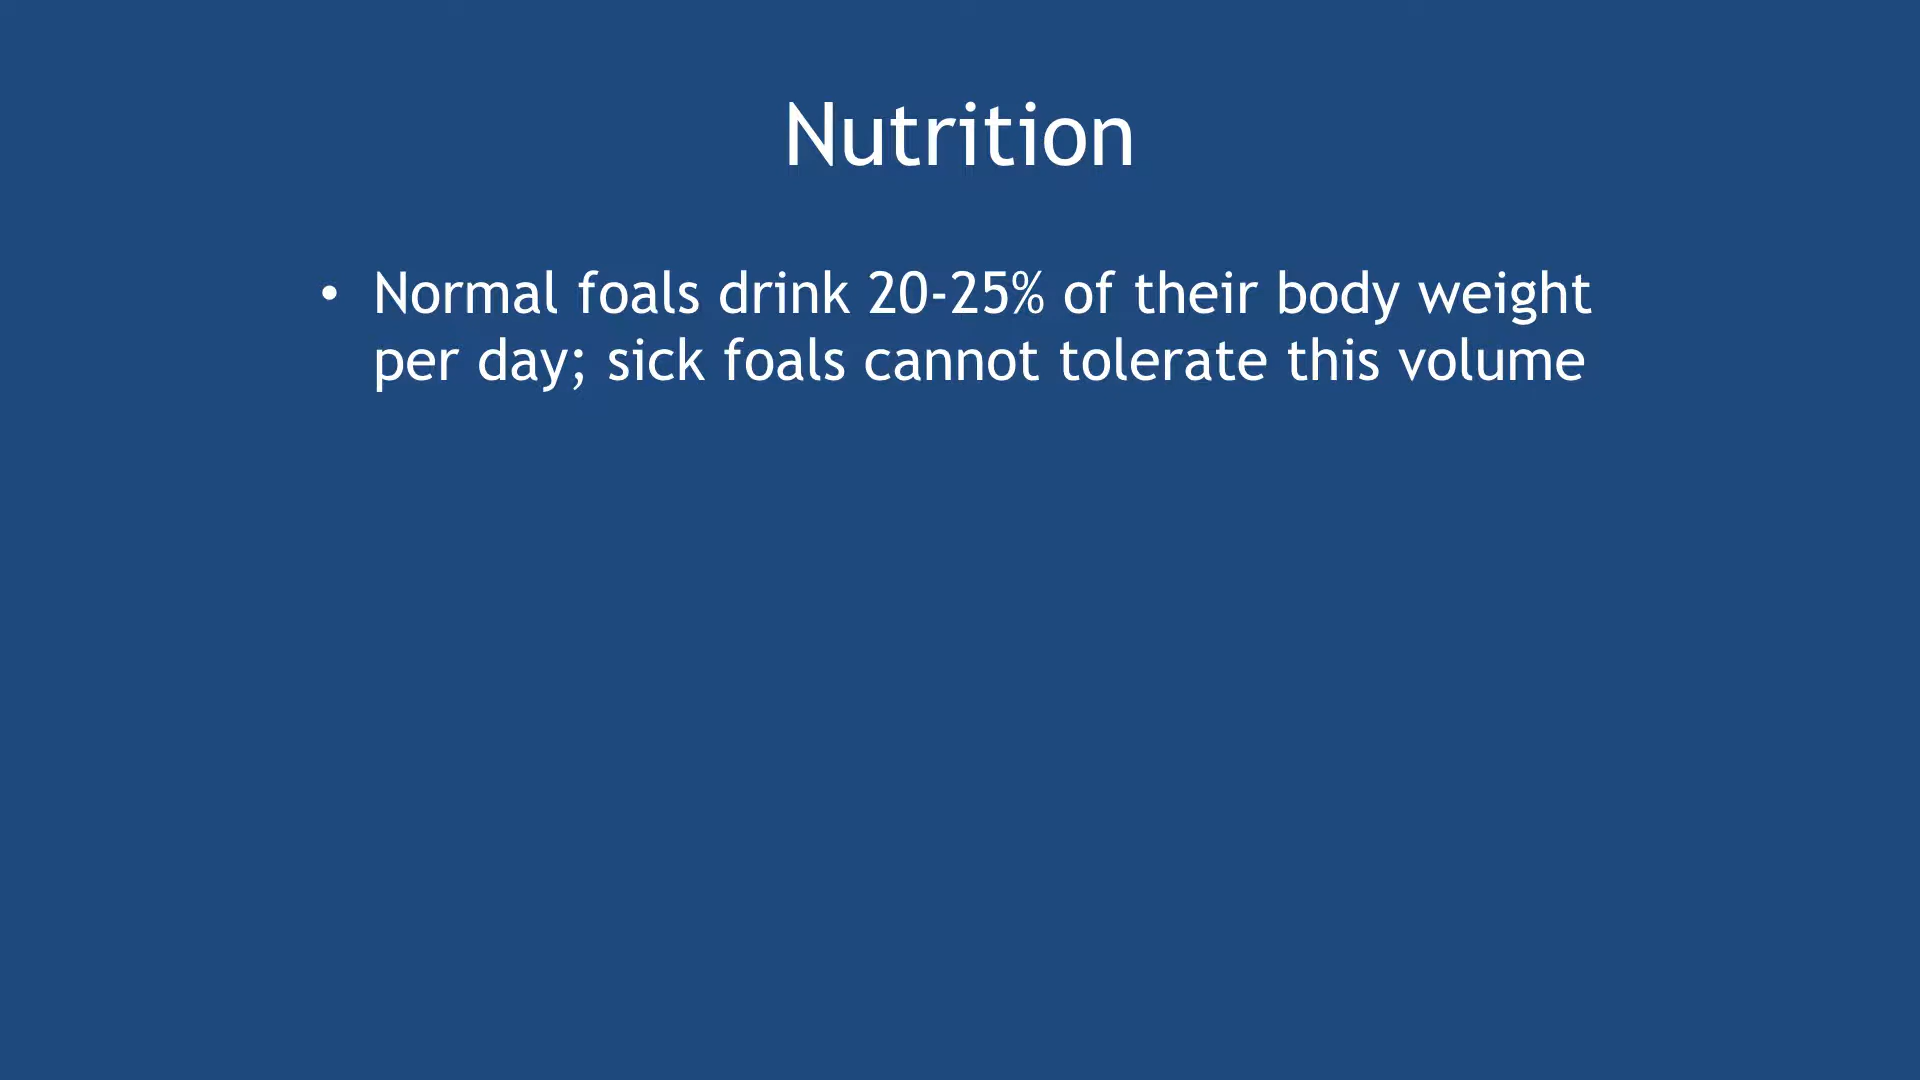 Nutrition
• Normal foals drink 20-25% of their body weight
per day; sick foals cannot tolerate this volume